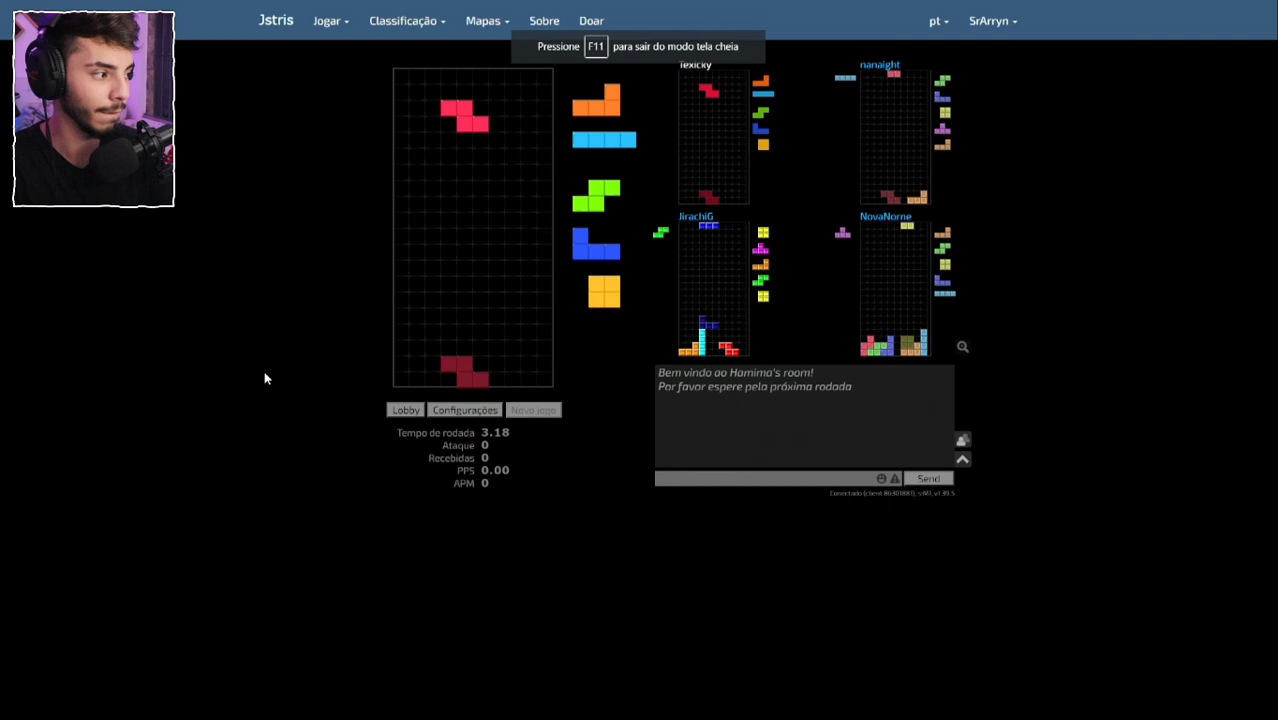 Jstris Jogar Classificação Mapas Sobre Doar pt SrArryn
Pressione F11 para sair do modo tela cheia
Texicky nanaight
JirachiG NovaNorne
Bem vindo ao Hamima's room!
Por favor espere pela próxima rodada
Lobby Configurações Novo jogo
Tempo de rodada 3.18
Ataque 0
Recebidas 0
PPS 0.00
APM 0
Send